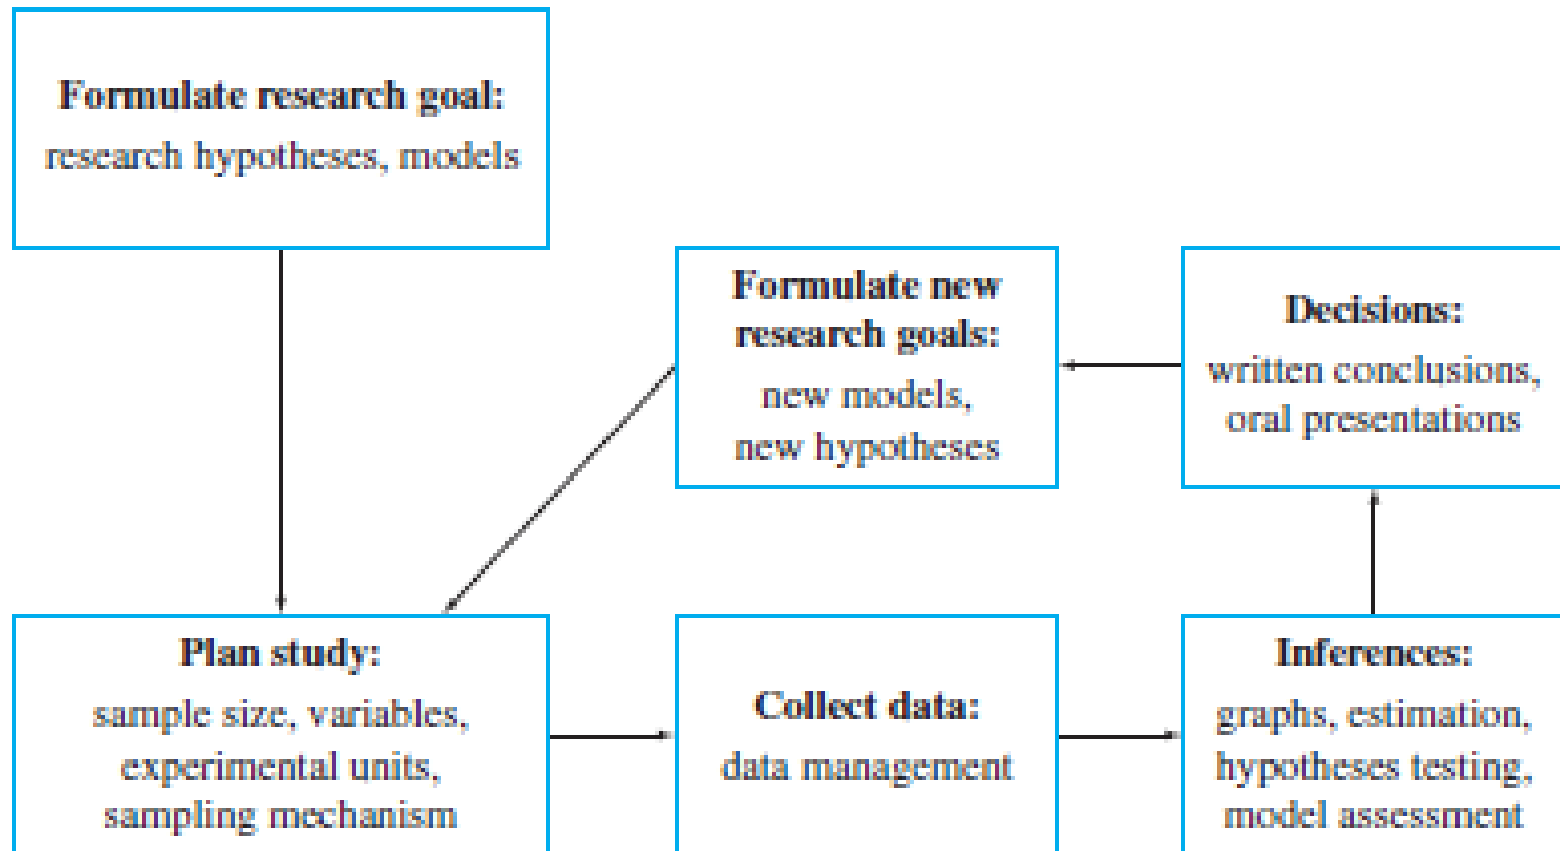 Formulate research goal:
research hypotheses, models
Formulate new
research goals:
new models,
new hypotheses
Decisions:
written conclusions,
oral presentations
Plan study:
sample size, variables,
experimental units,
sampling mechanism
Collect data:
data management
Inferences:
graphs, estimation,
hypotheses testing,
model assessment